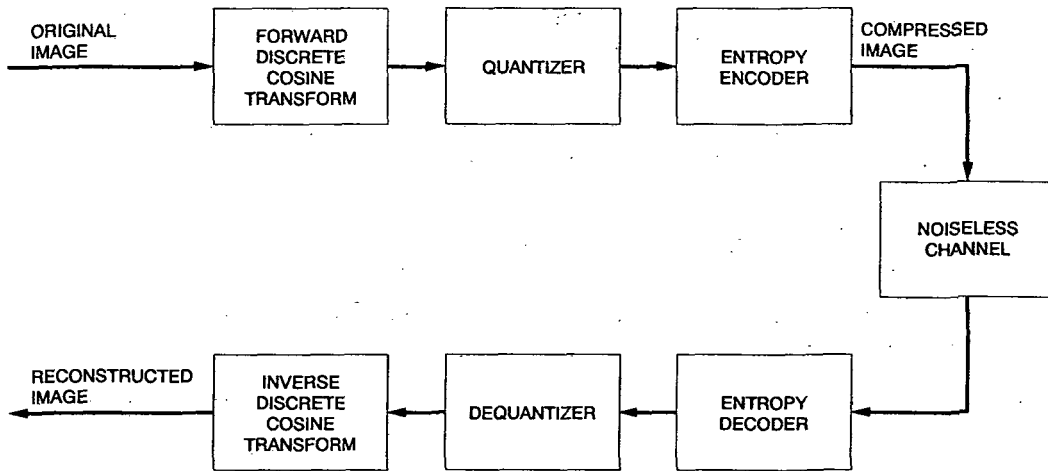 ORIGINAL
IMAGE
FORWARD
DISCRETE
COSINE
TRANSFORM
QUANTIZER
ENTROPY
ENCODER
COMPRESSED
IMAGE
NOISELESS
CHANNEL
RECONSTRUCTED
IMAGE
INVERSE
DISCRETE
COSINE
TRANSFORM
DEQUANTIZER
ENTROPY
DECODER